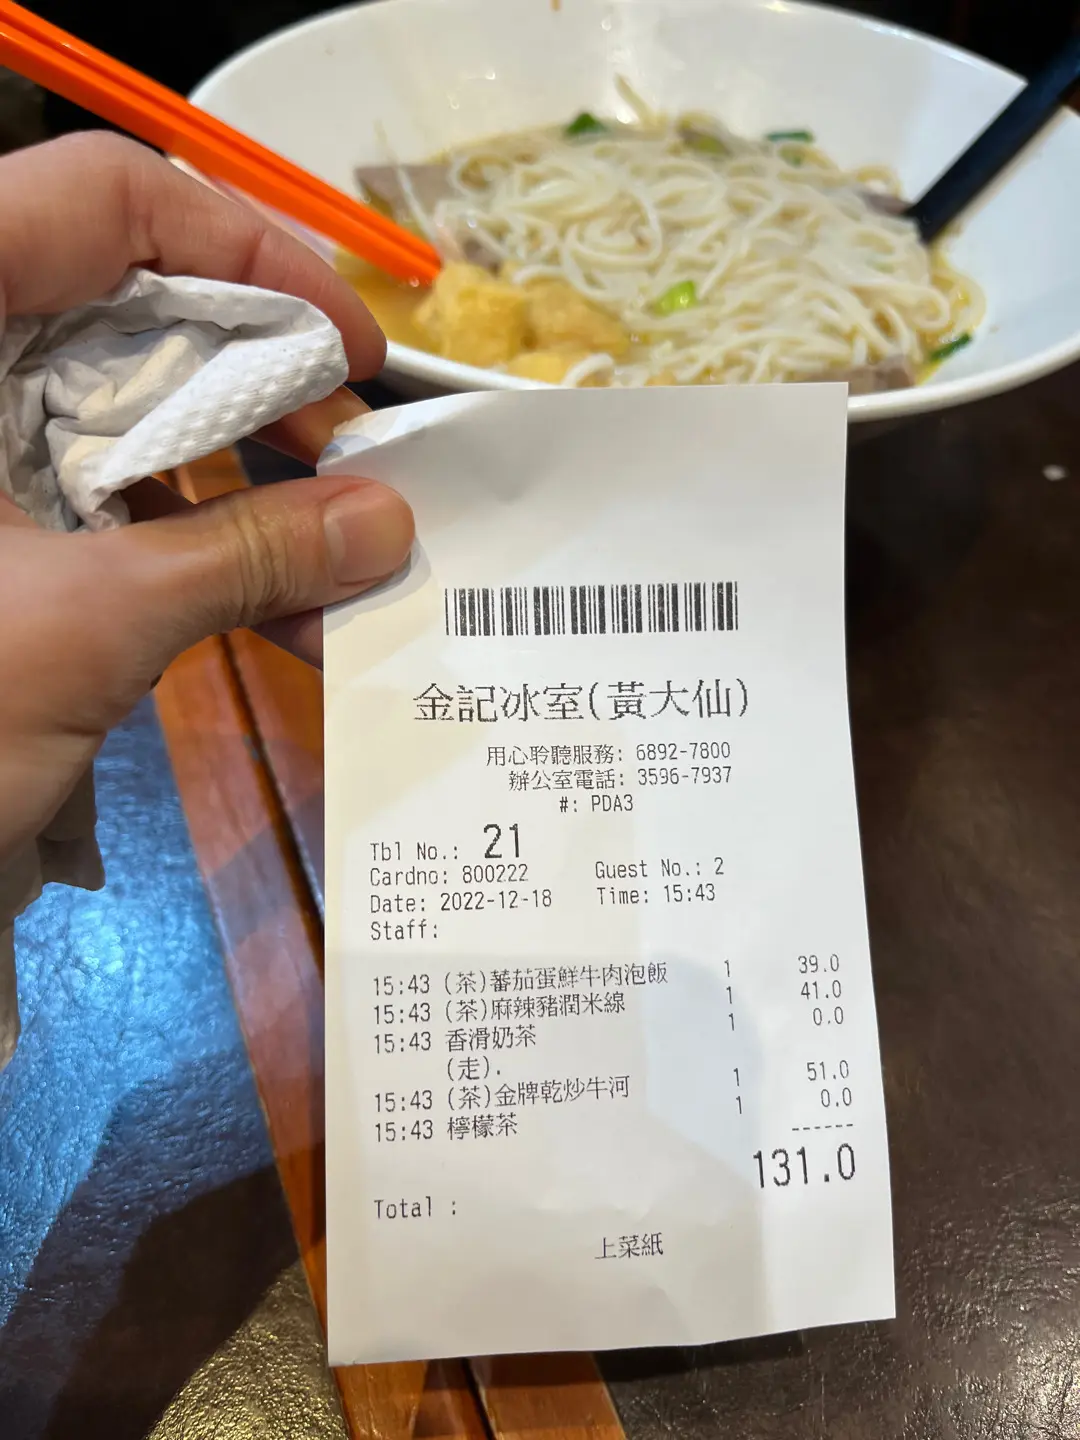 金記冰室(黃大仙)
用心聆聽服務: 6892-7800
辦公室電話: 3596-7937
#: PDA3
Tbl No.: 21
Cardno: 800222 Guest No.: 2
Date: 2022-12-18 Time: 15:43
Staff:
15:43 (茶)蕃茄蛋鮮牛肉泡飯 1 39.0
15:43 (茶)麻辣豬潤米線 1 41.0
15:43 香滑奶茶 1 0.0
(走).
15:43 (茶)金牌乾炒牛河 1 51.0
15:43 檸檬茶 1 0.0
------
131.0
Total :
上菜紙